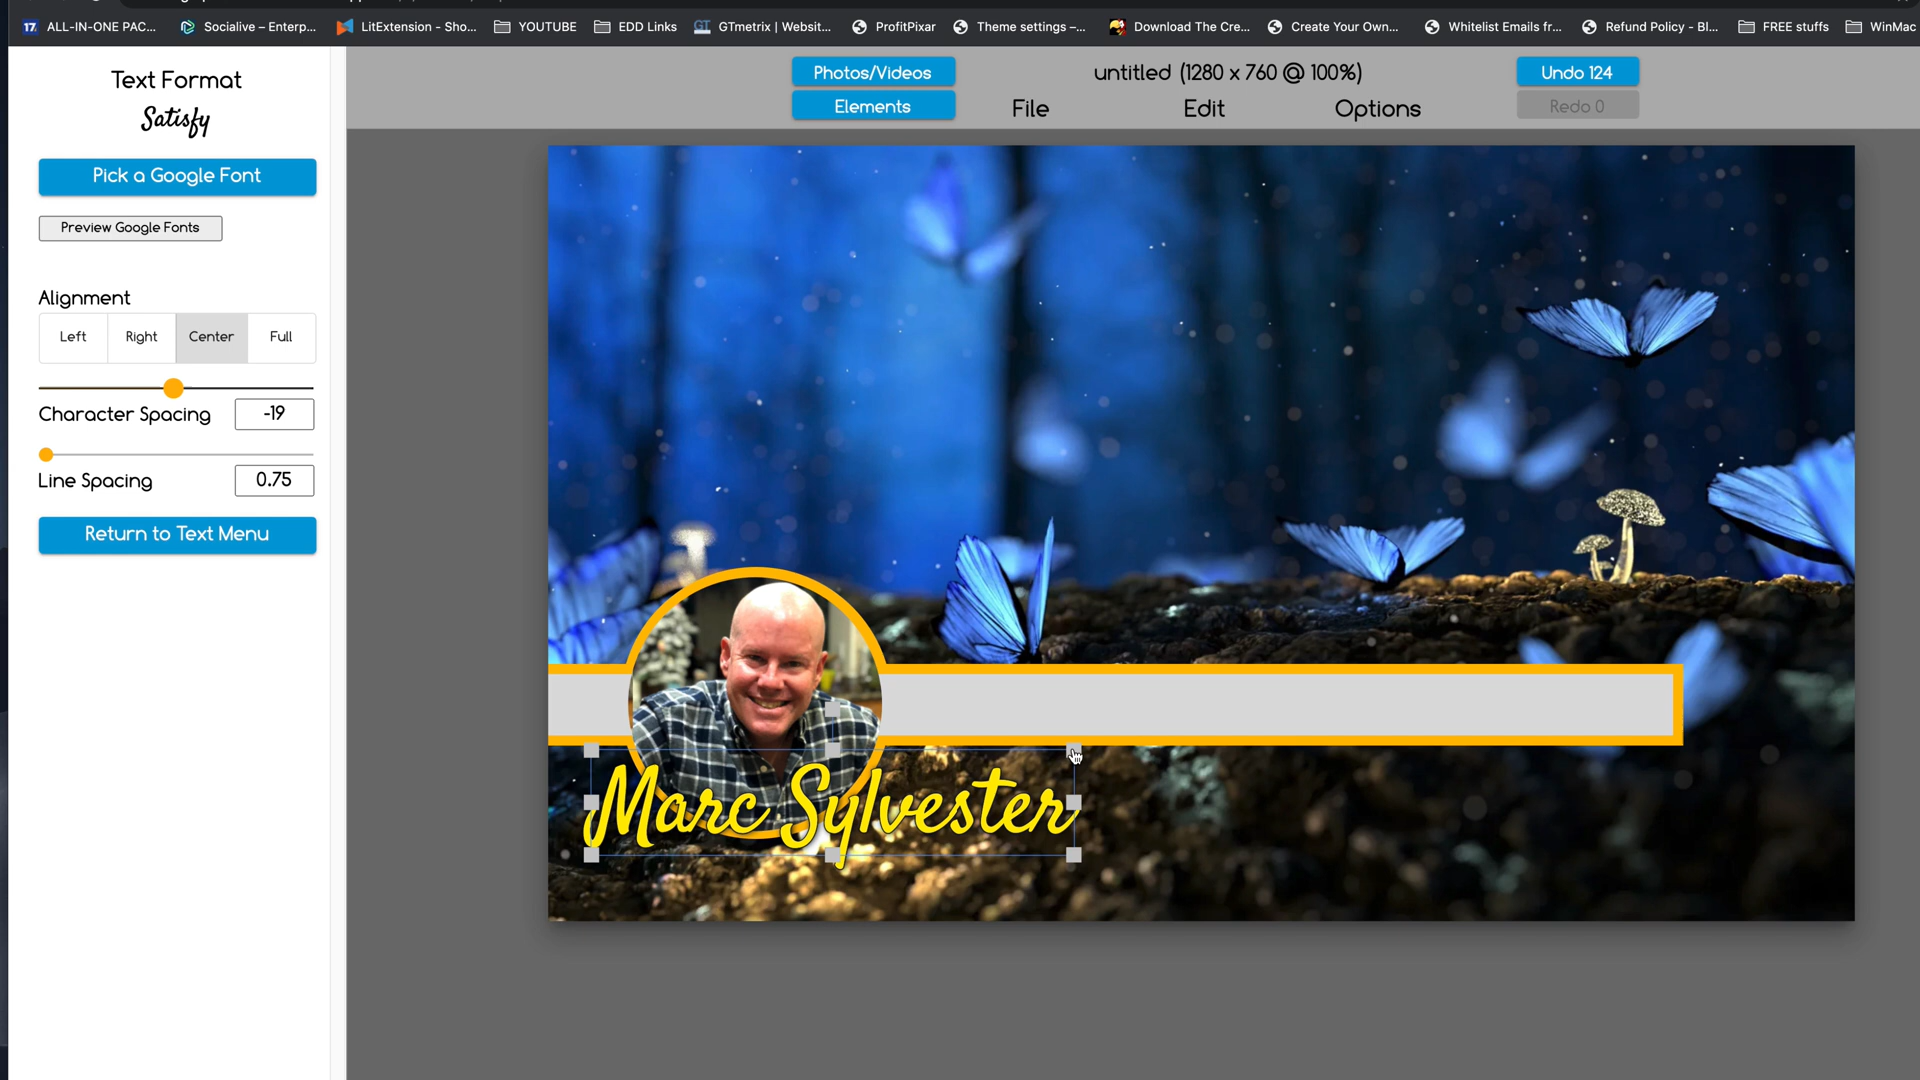 ALL-IN-ONE PAC...
Socialive – Enterp...
LitExtension - Sho...
YOUTUBE
EDD Links
GTmetrix | Websit...
ProfitPixar
Theme settings –...
Download The Cre...
Create Your Own...
Whitelist Emails fr...
Refund Policy - Bl...
FREE stuffs
WinMac
Text Format
Satisfy
Pick a Google Font
Preview Google Fonts
Alignment
Left
Right
Center
Full
Character Spacing
-19
Line Spacing
0.75
Return to Text Menu
Photos/Videos
Elements
untitled (1280 x 760 @ 100%)
File
Edit
Options
Undo 124
Redo 0
Marc Sylvester